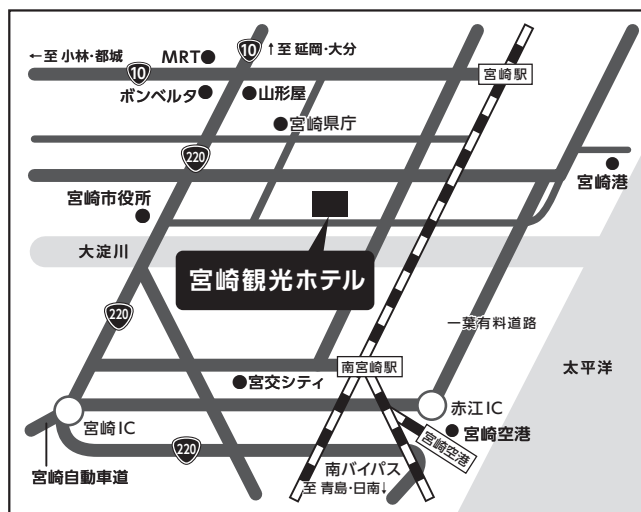 ←至 小林・都城
MRT
10
↑至 延岡・大分
10
宮崎駅
ボンベルタ
山形屋
宮崎県庁
220
宮崎港
宮崎市役所
大淀川
宮崎観光ホテル
220
一葉有料道路
太平洋
南宮崎駅
宮交シティ
赤江IC
宮崎IC
宮崎空港
宮崎空港
220
宮崎自動車道
南バイパス
至 青島・日南↓